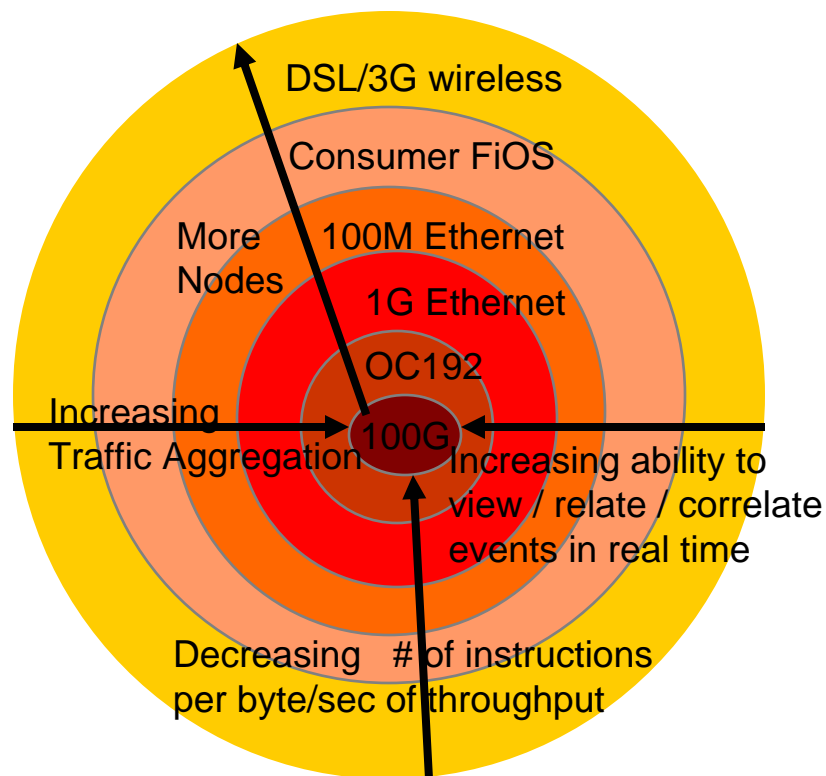 DSL/3G wireless
Consumer FiOS
More
Nodes
100M Ethernet
1G Ethernet
OC192
100G
Increasing
Traffic Aggregation
Increasing ability to
view / relate / correlate
events in real time
Decreasing # of instructions
per byte/sec of throughput